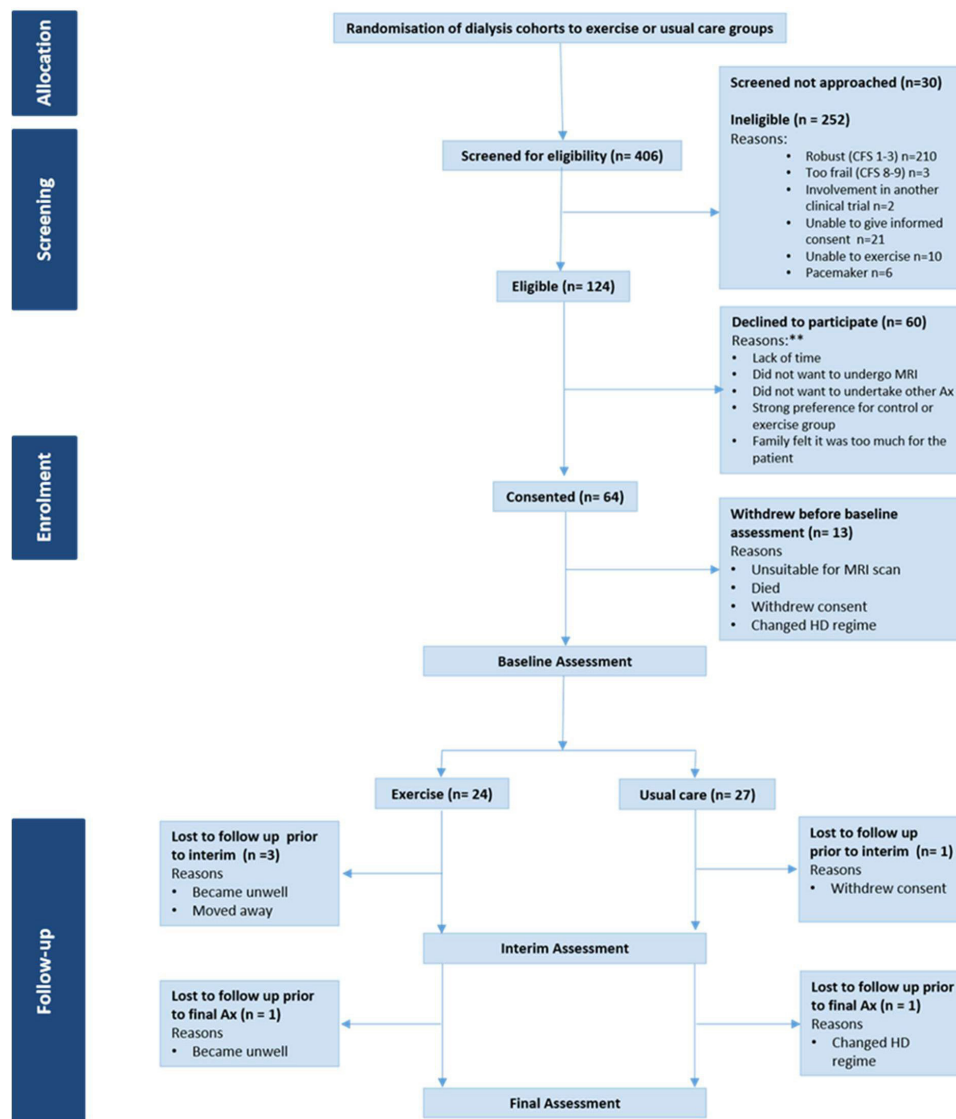 Allocation
Randomisation of dialysis cohorts to exercise or usual care groups
Screened not approached (n=30)
Ineligible (n = 252)
Reasons:
• Robust (CFS 1-3) n=210
• Too frail (CFS 8-9) n=3
• Involvement in another
clinical trial n=2
• Unable to give informed
consent n=21
• Unable to exercise n=10
• Pacemaker n=6
Screening
Screened for eligibility (n= 406)
Eligible (n= 124)
Declined to participate (n= 60)
Reasons:**
• Lack of time
• Did not want to undergo MRI
• Did not want to undertake other Ax
• Strong preference for control or
exercise group
• Family felt it was too much for the
patient
Enrolment
Consented (n= 64)
Withdrew before baseline
assessment (n= 13)
Reasons
• Unsuitable for MRI scan
• Died
• Withdrew consent
• Changed HD regime
Baseline Assessment
Exercise (n= 24)
Usual care (n= 27)
Follow-up
Lost to follow up prior
to interim (n =3)
Reasons
• Became unwell
• Moved away
Lost to follow up
prior to interim (n= 1)
Reasons
• Withdrew consent
Interim Assessment
Lost to follow up prior
to final Ax (n = 1)
Reasons
• Became unwell
Lost to follow up prior
to final Ax (n = 1)
Reasons
• Changed HD
regime
Final Assessment